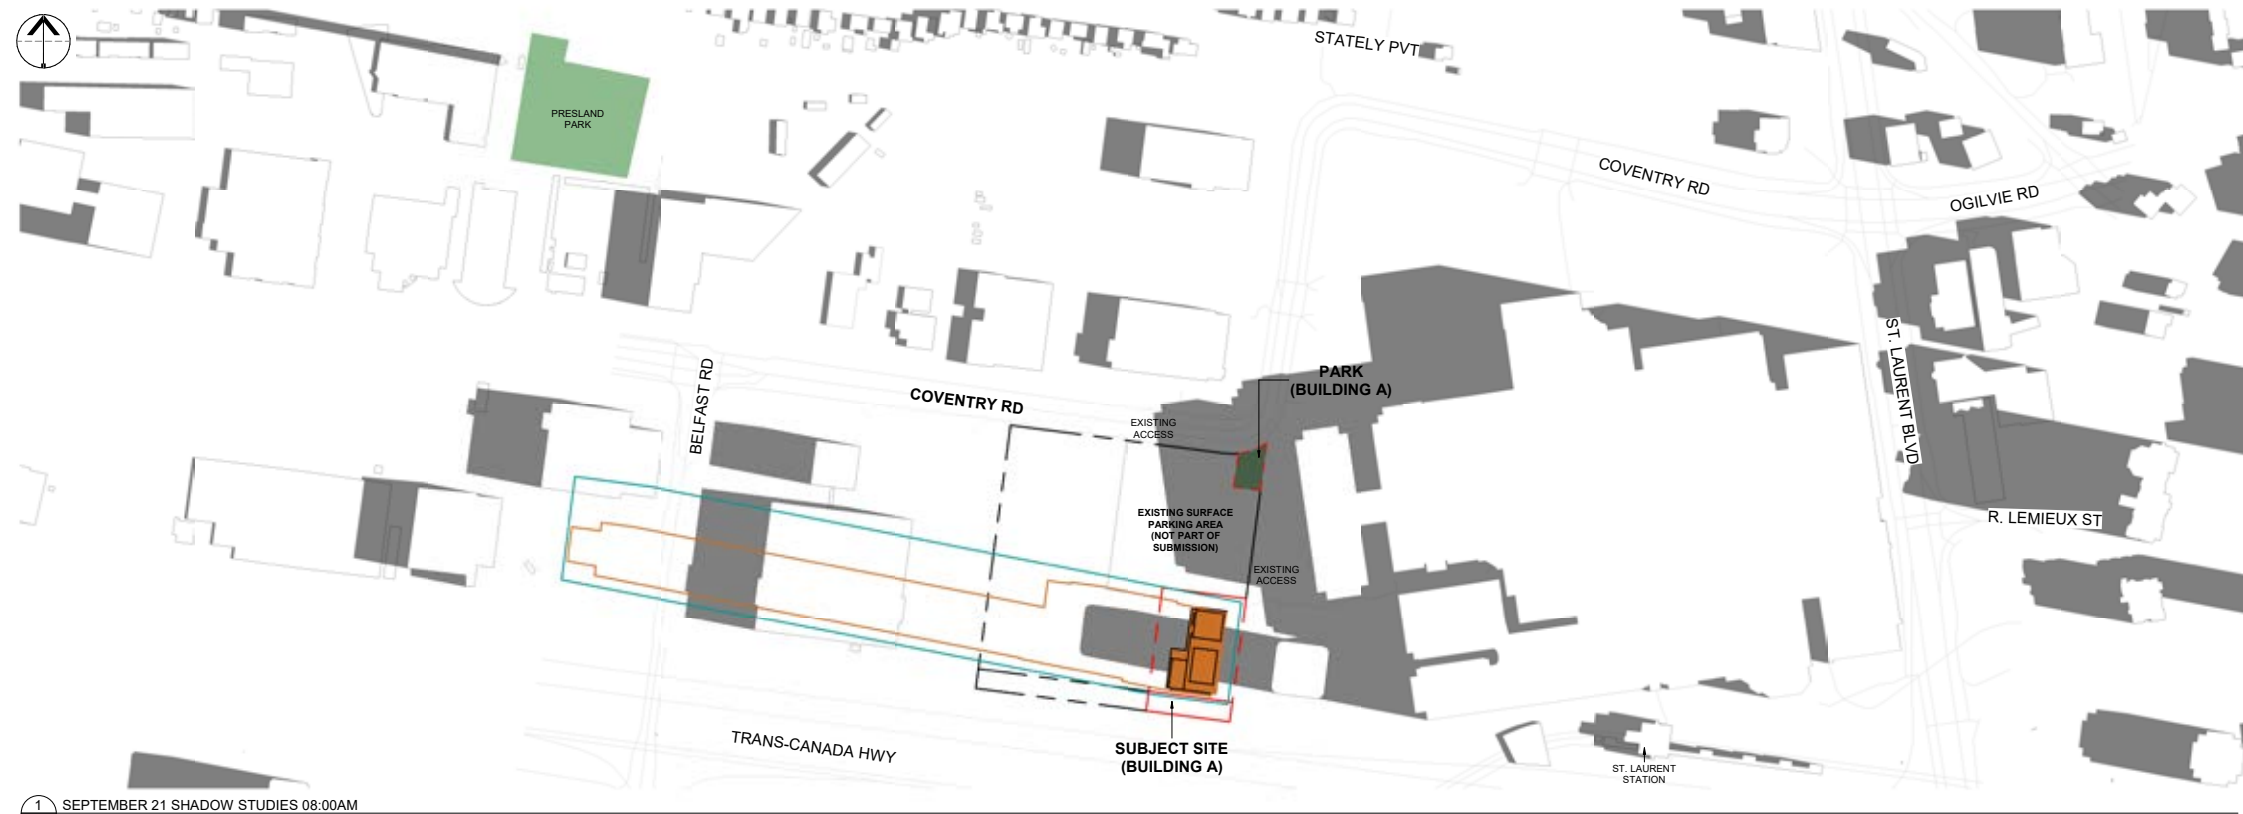 STATELY PVT
PRESLAND
PARK
COVENTRY RD
OGILVIE RD
ST. LAURENT BLVD
PARK
(BUILDING A)
BELFAST RD
COVENTRY RD
EXISTING
ACCESS
EXISTING SURFACE
PARKING AREA
(NOT PART OF
SUBMISSION)
R. LEMIEUX ST
EXISTING
ACCESS
TRANS-CANADA HWY
SUBJECT SITE
(BUILDING A)
ST. LAURENT
STATION
1 SEPTEMBER 21 SHADOW STUDIES 08:00AM